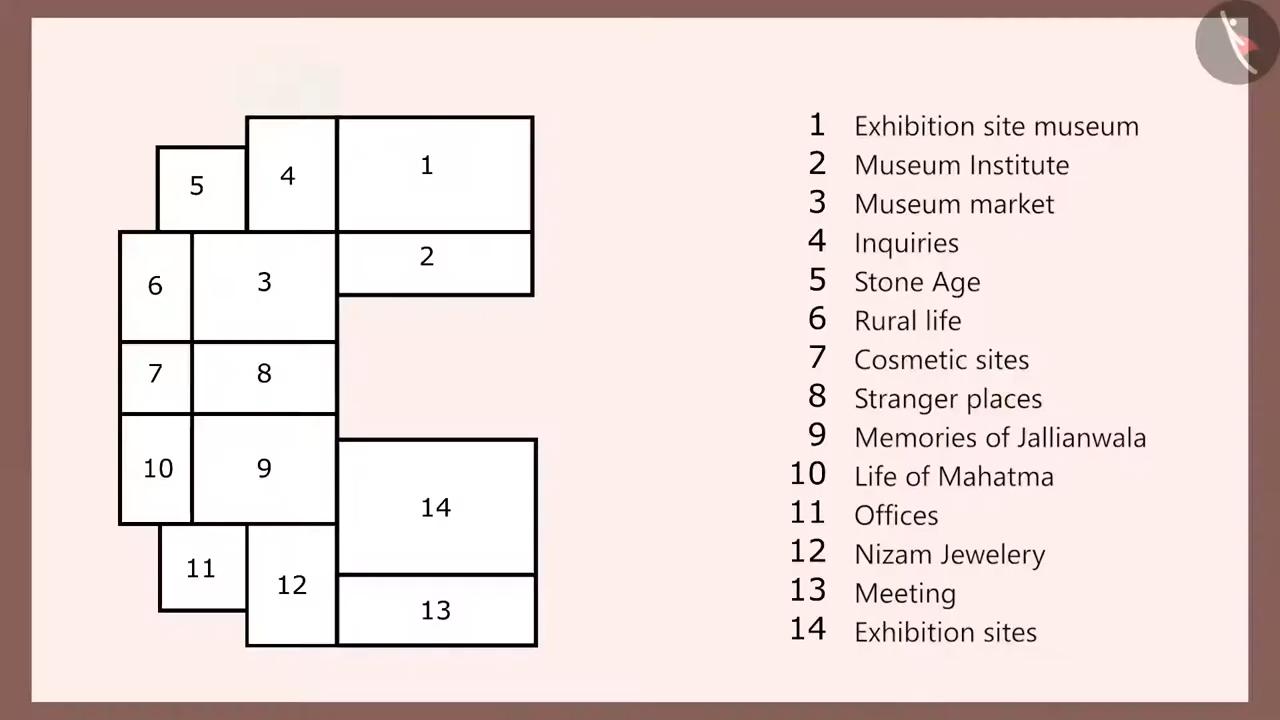 5
4
1
6
3
2
7
8
10
9
14
11
12
13
1 Exhibition site museum
2 Museum Institute
3 Museum market
4 Inquiries
5 Stone Age
6 Rural life
7 Cosmetic sites
8 Stranger places
9 Memories of Jallianwala
10 Life of Mahatma
11 Offices
12 Nizam Jewelery
13 Meeting
14 Exhibition sites